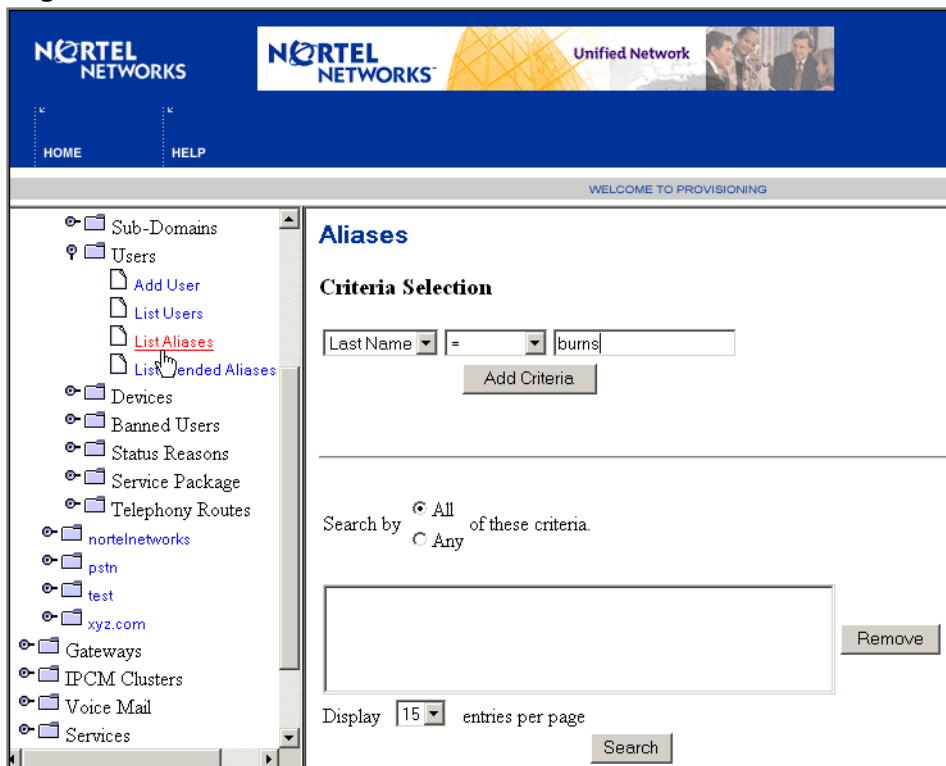 NORTEL
NETWORKS
NORTEL
NETWORKS
Unified Network
HOME
HELP
WELCOME TO PROVISIONING
Sub-Domains
Users
Add User
List Users
List Aliases
List ended Aliases
Devices
Banned Users
Status Reasons
Service Package
Telephony Routes
nortelnetworks
pstn
test
xyz.com
Gateways
IPCM Clusters
Voice Mail
Services
Aliases
Criteria Selection
Last Name = burns
Add Criteria
Search by All of these criteria.
Any
Remove
Display 15 entries per page
Search